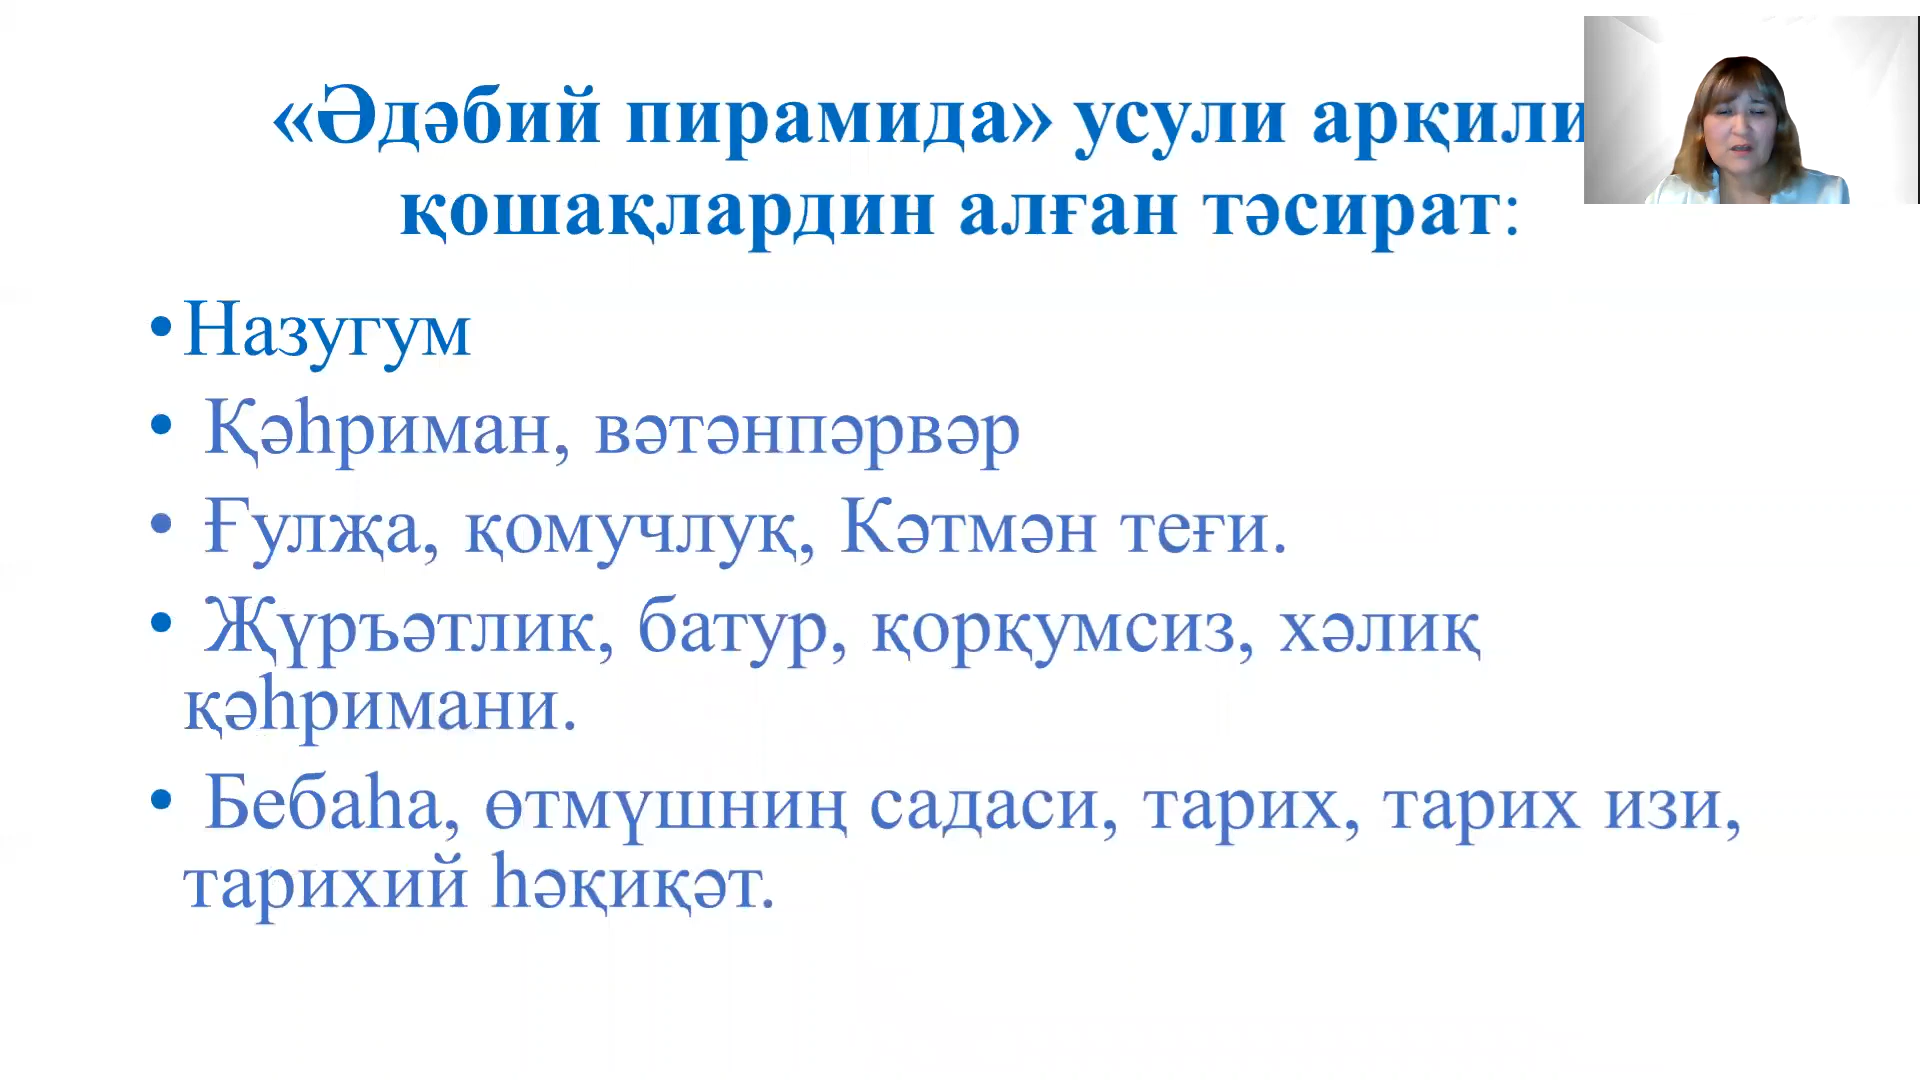 «Әдәбий пирамида» усули арқили
қошақлардин алған тәсират:
•Назугум
• Қәһриман, вәтәнпәрвәр
• Ғулҗа, қомучлуқ, Кәтмән теғи.
• Җүръәтлик, батур, қорқумсиз, хәлиқ
қәһримани.
• Бебаһа, өтмүшниң садаси, тарих, тарих изи,
тарихий һәқиқәт.